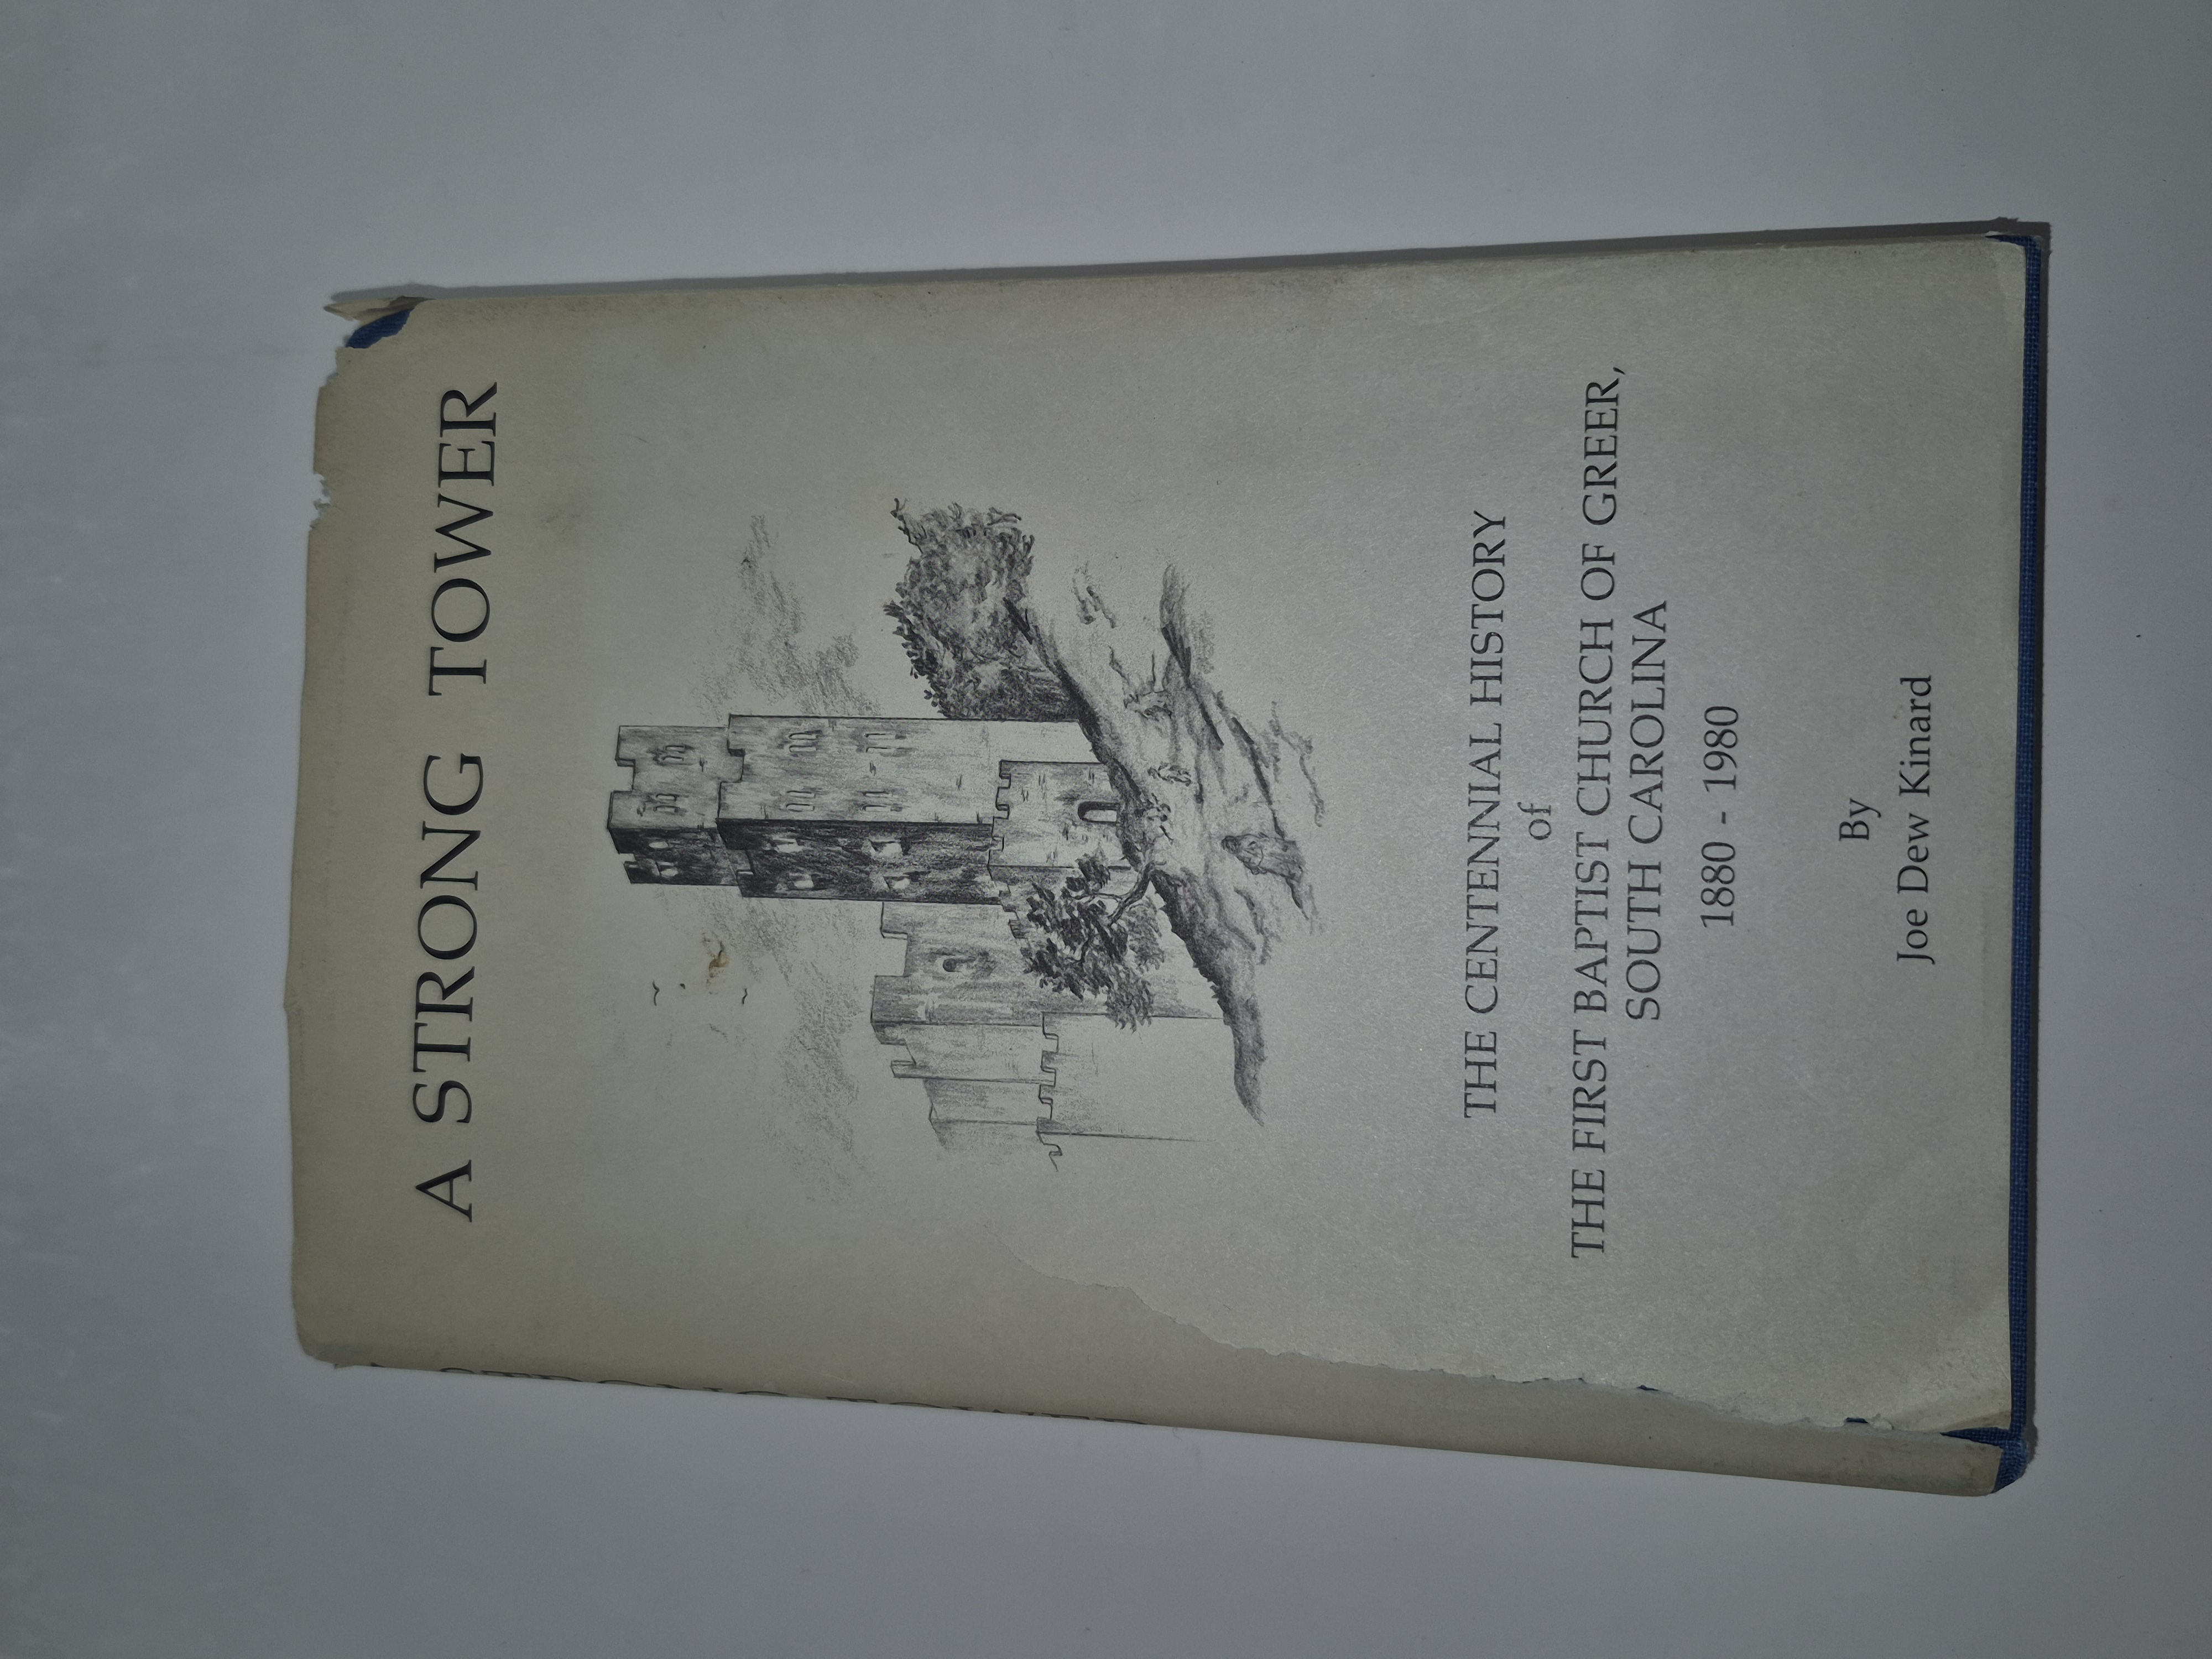 A STRONG TOWER
THE CENTENNIAL HISTORY
of
THE FIRST BAPTIST CHURCH OF GREER,
SOUTH CAROLINA
1880 - 1980
By
Joe Dew Kinard